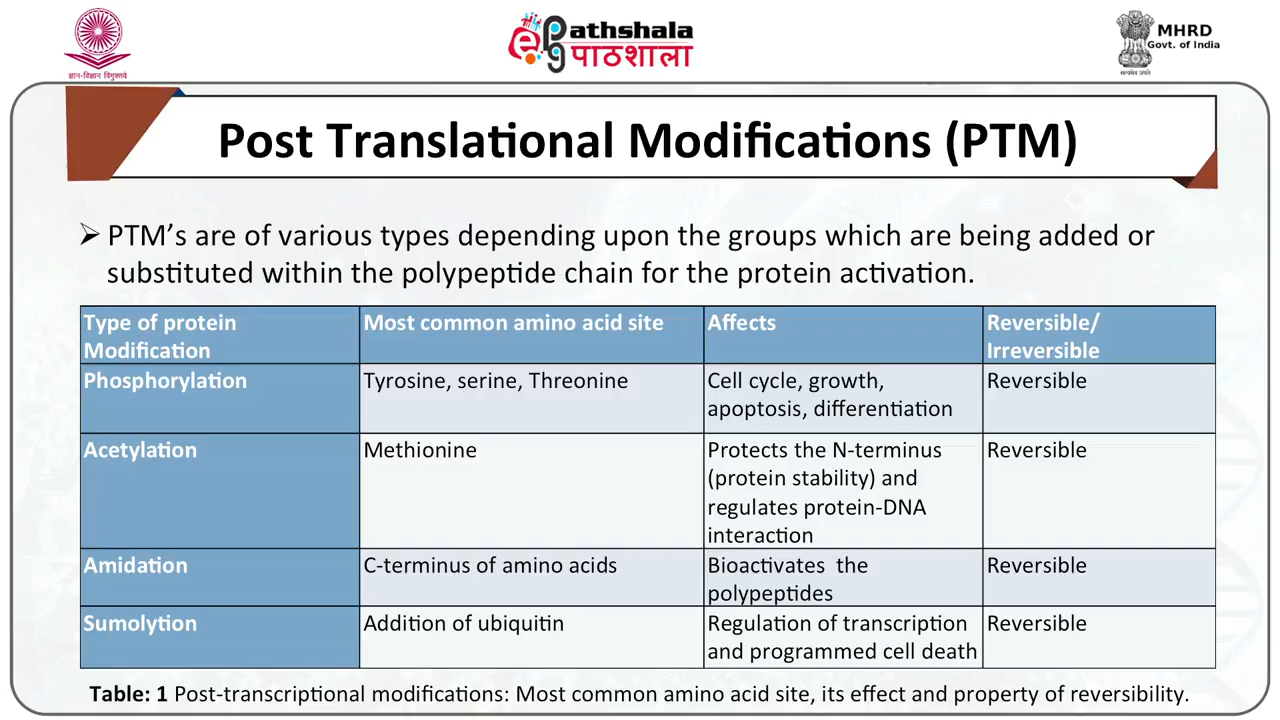 ज्ञान-विज्ञान विमुक्तये
Pathshala
पाठशाला
MHRD
Govt. of India
सत्यमेव जयते
Post Translational Modifications (PTM)
➢ PTM’s are of various types depending upon the groups which are being added or
substituted within the polypeptide chain for the protein activation.
Type of protein
Modification
Most common amino acid site
Affects
Reversible/
Irreversible
Phosphorylation
Tyrosine, serine, Threonine
Cell cycle, growth,
apoptosis, differentiation
Reversible
Acetylation
Methionine
Protects the N-terminus
(protein stability) and
regulates protein-DNA
interaction
Reversible
Amidation
C-terminus of amino acids
Bioactivates the
polypeptides
Reversible
Sumolytion
Addition of ubiquitin
Regulation of transcription
and programmed cell death
Reversible
Table: 1 Post-transcriptional modifications: Most common amino acid site, its effect and property of reversibility.